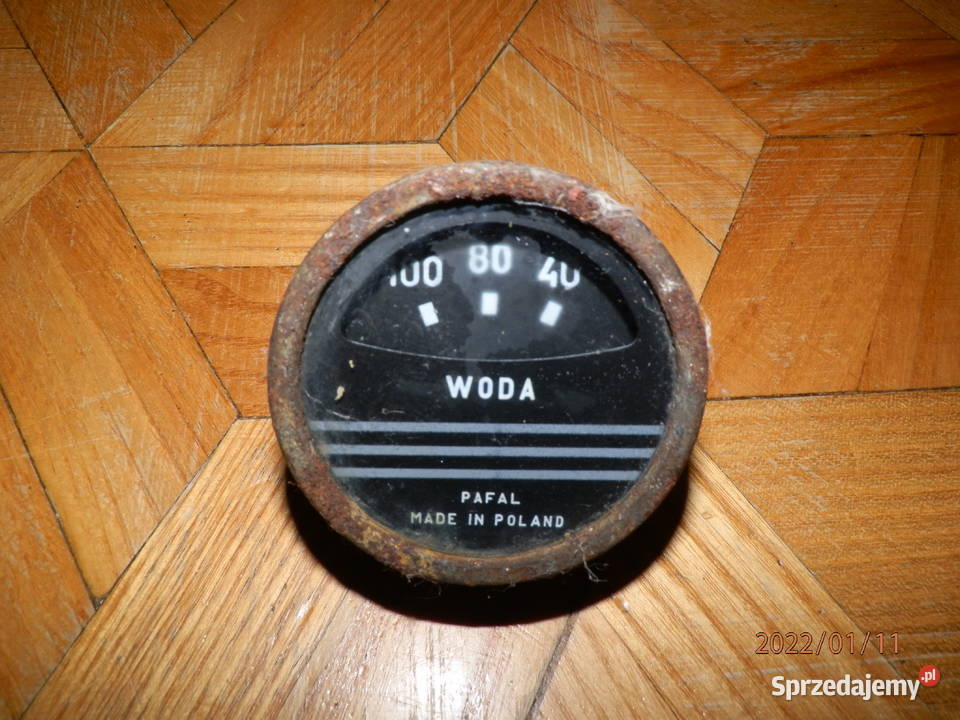 100 80 40
WODA
PAFAL
MADE IN POLAND
2022/01/11
Sprzedajemy.pl